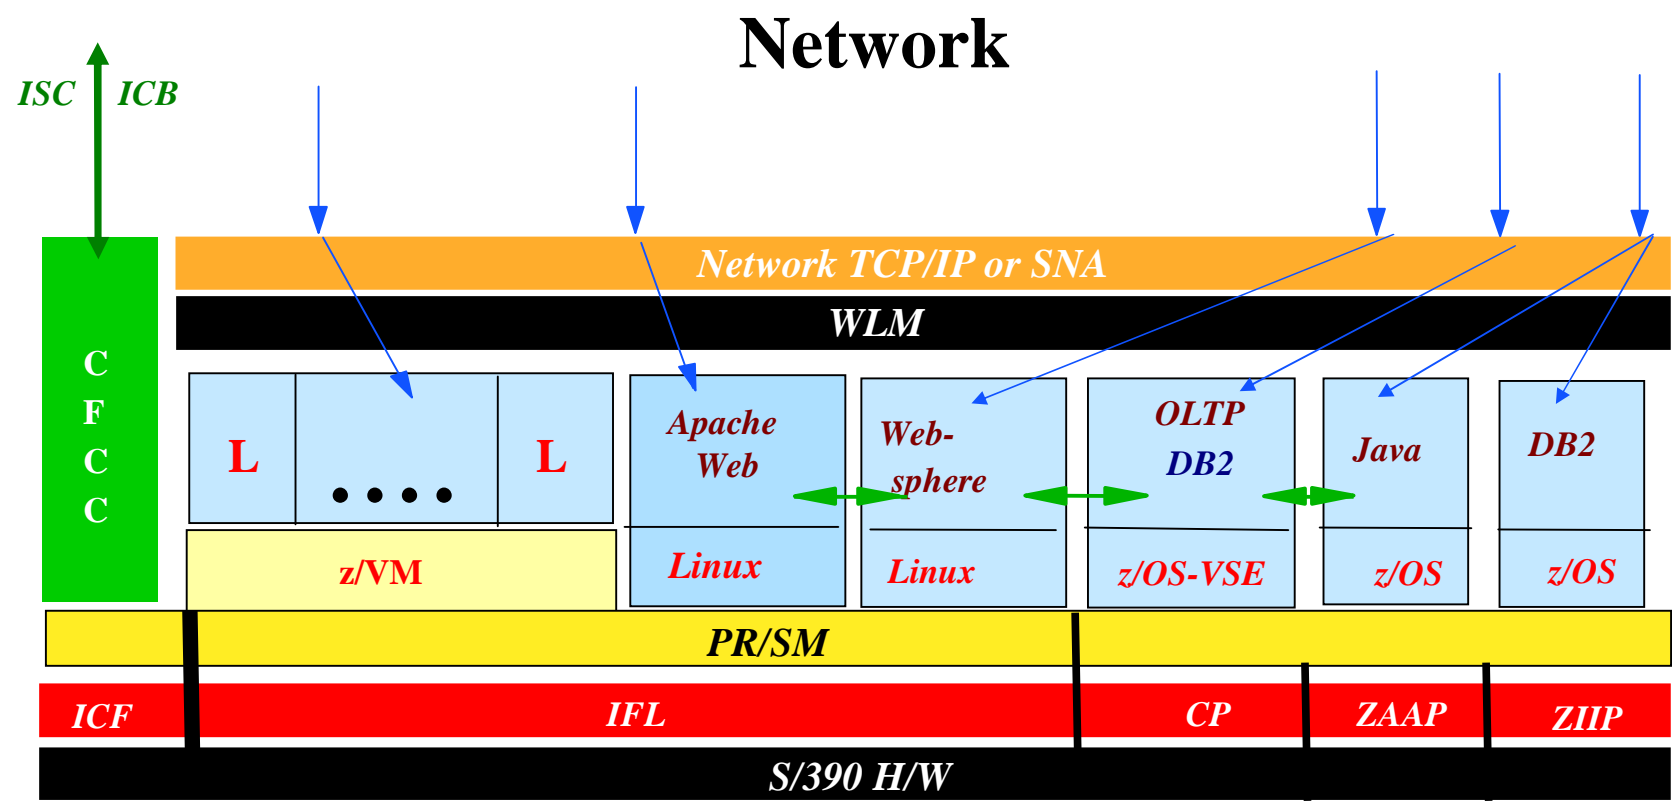 Network
ISC ICB
Network TCP/IP or SNA
WLM
C
F
C
C
L
L
Apache
Web
Web-
sphere
OLTP
DB2
Java
DB2
z/VM
Linux
Linux
z/OS-VSE
z/OS
z/OS
PR/SM
ICF
IFL
CP
ZAAP
ZIIP
S/390 H/W